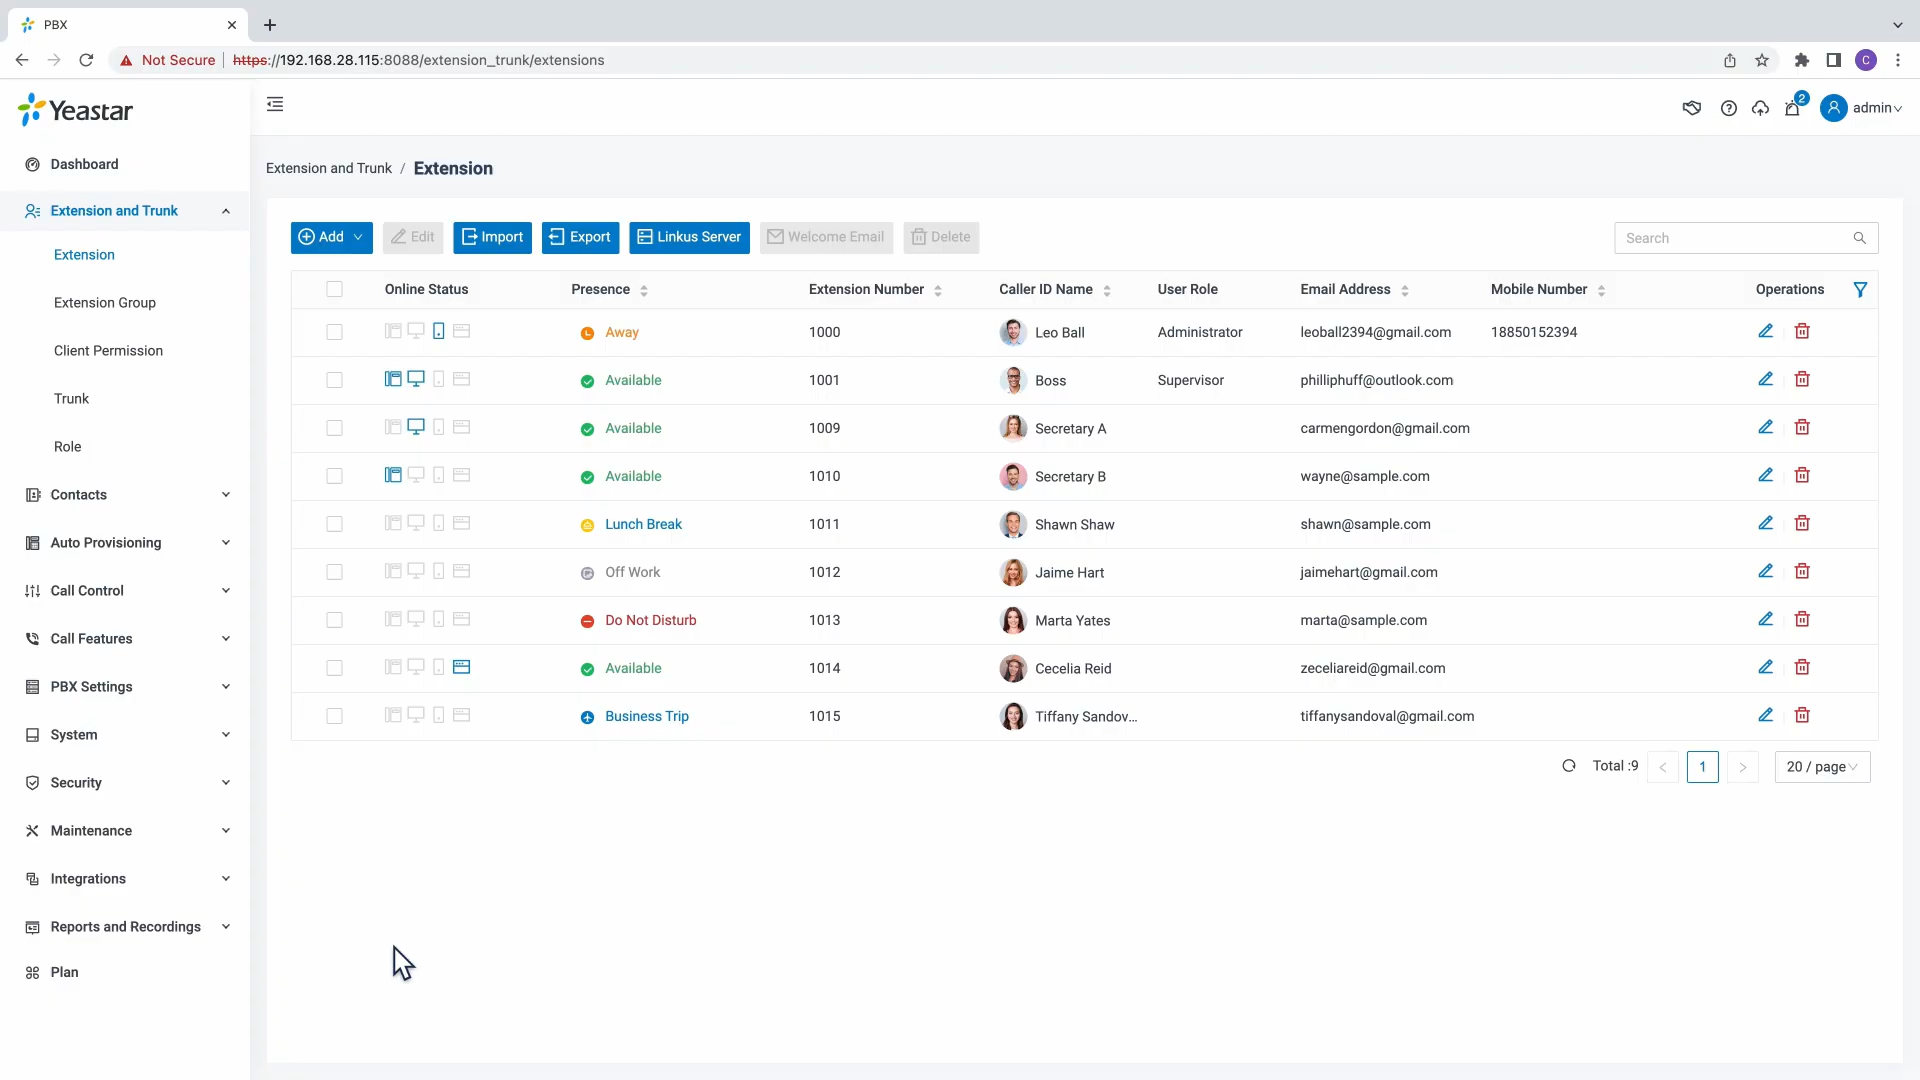 PBX
Not Secure https://192.168.28.115:8088/extension_trunk/extensions
C
Yeastar
2
admin
Dashboard
Extension and Trunk
Extension
Extension Group
Client Permission
Trunk
Role
Contacts
Auto Provisioning
Call Control
Call Features
PBX Settings
System
Security
Maintenance
Integrations
Reports and Recordings
Plan
Extension and Trunk / Extension
Add Edit Import Export Linkus Server Welcome Email Delete Search
Online Status Presence Extension Number Caller ID Name User Role Email Address Mobile Number Operations
Away 1000 Leo Ball Administrator leoball2394@gmail.com 18850152394
Available 1001 Boss Supervisor philliphuff@outlook.com
Available 1009 Secretary A carmengordon@gmail.com
Available 1010 Secretary B wayne@sample.com
Lunch Break 1011 Shawn Shaw shawn@sample.com
Off Work 1012 Jaime Hart jaimehart@gmail.com
Do Not Disturb 1013 Marta Yates marta@sample.com
Available 1014 Cecelia Reid zeceliareid@gmail.com
Business Trip 1015 Tiffany Sandov... tiffanysandoval@gmail.com
Total :9 < 1 > 20 / page